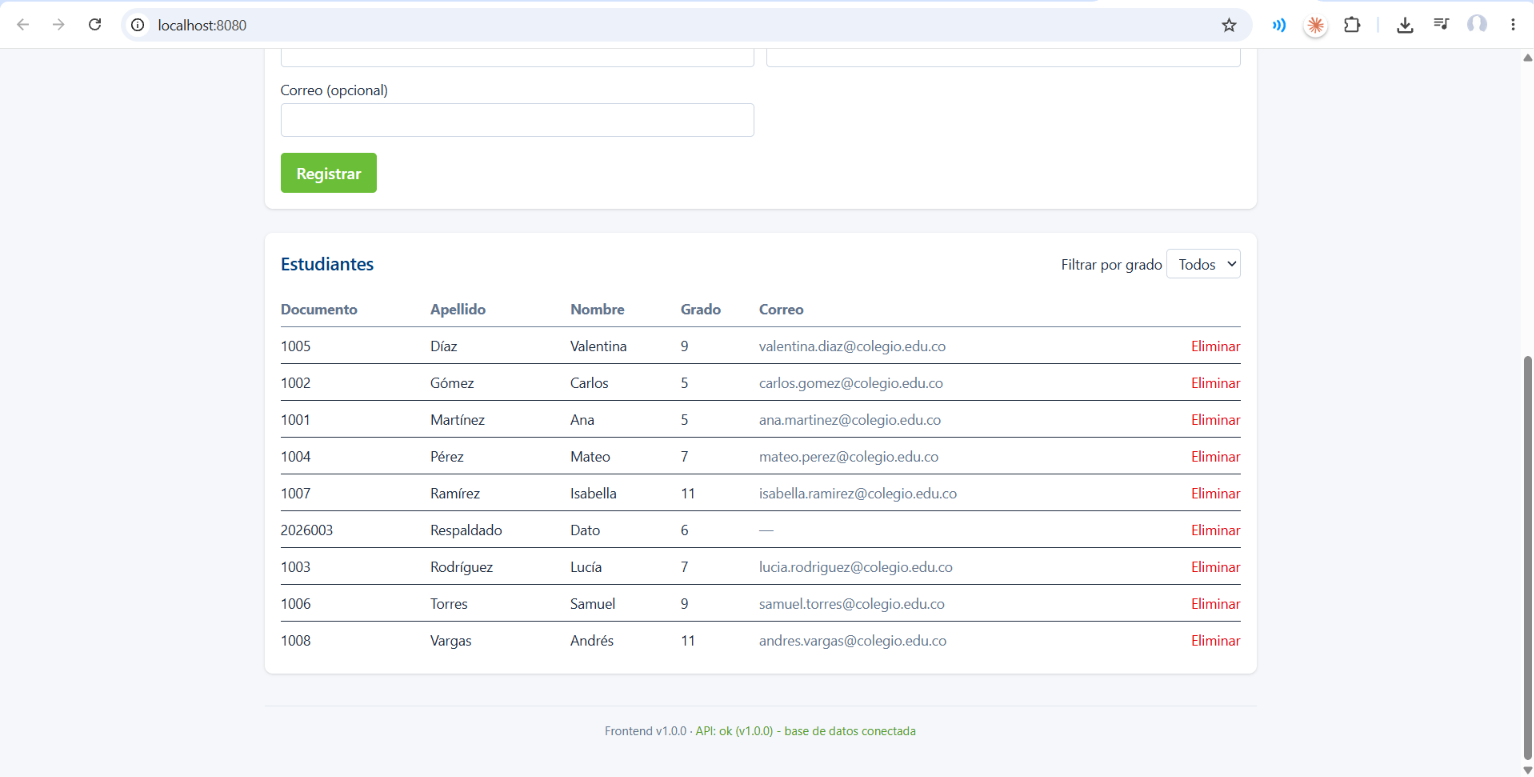 localhost:8080
Correo (opcional)
Registrar
Estudiantes Filtrar por grado Todos
Documento Apellido Nombre Grado Correo
1005 Díaz Valentina 9 valentina.diaz@colegio.edu.co Eliminar
1002 Gómez Carlos 5 carlos.gomez@colegio.edu.co Eliminar
1001 Martínez Ana 5 ana.martinez@colegio.edu.co Eliminar
1004 Pérez Mateo 7 mateo.perez@colegio.edu.co Eliminar
1007 Ramírez Isabella 11 isabella.ramirez@colegio.edu.co Eliminar
2026003 Respaldado Dato 6 — Eliminar
1003 Rodríguez Lucía 7 lucia.rodriguez@colegio.edu.co Eliminar
1006 Torres Samuel 9 samuel.torres@colegio.edu.co Eliminar
1008 Vargas Andrés 11 andres.vargas@colegio.edu.co Eliminar
Frontend v1.0.0 · API: ok (v1.0.0) - base de datos conectada